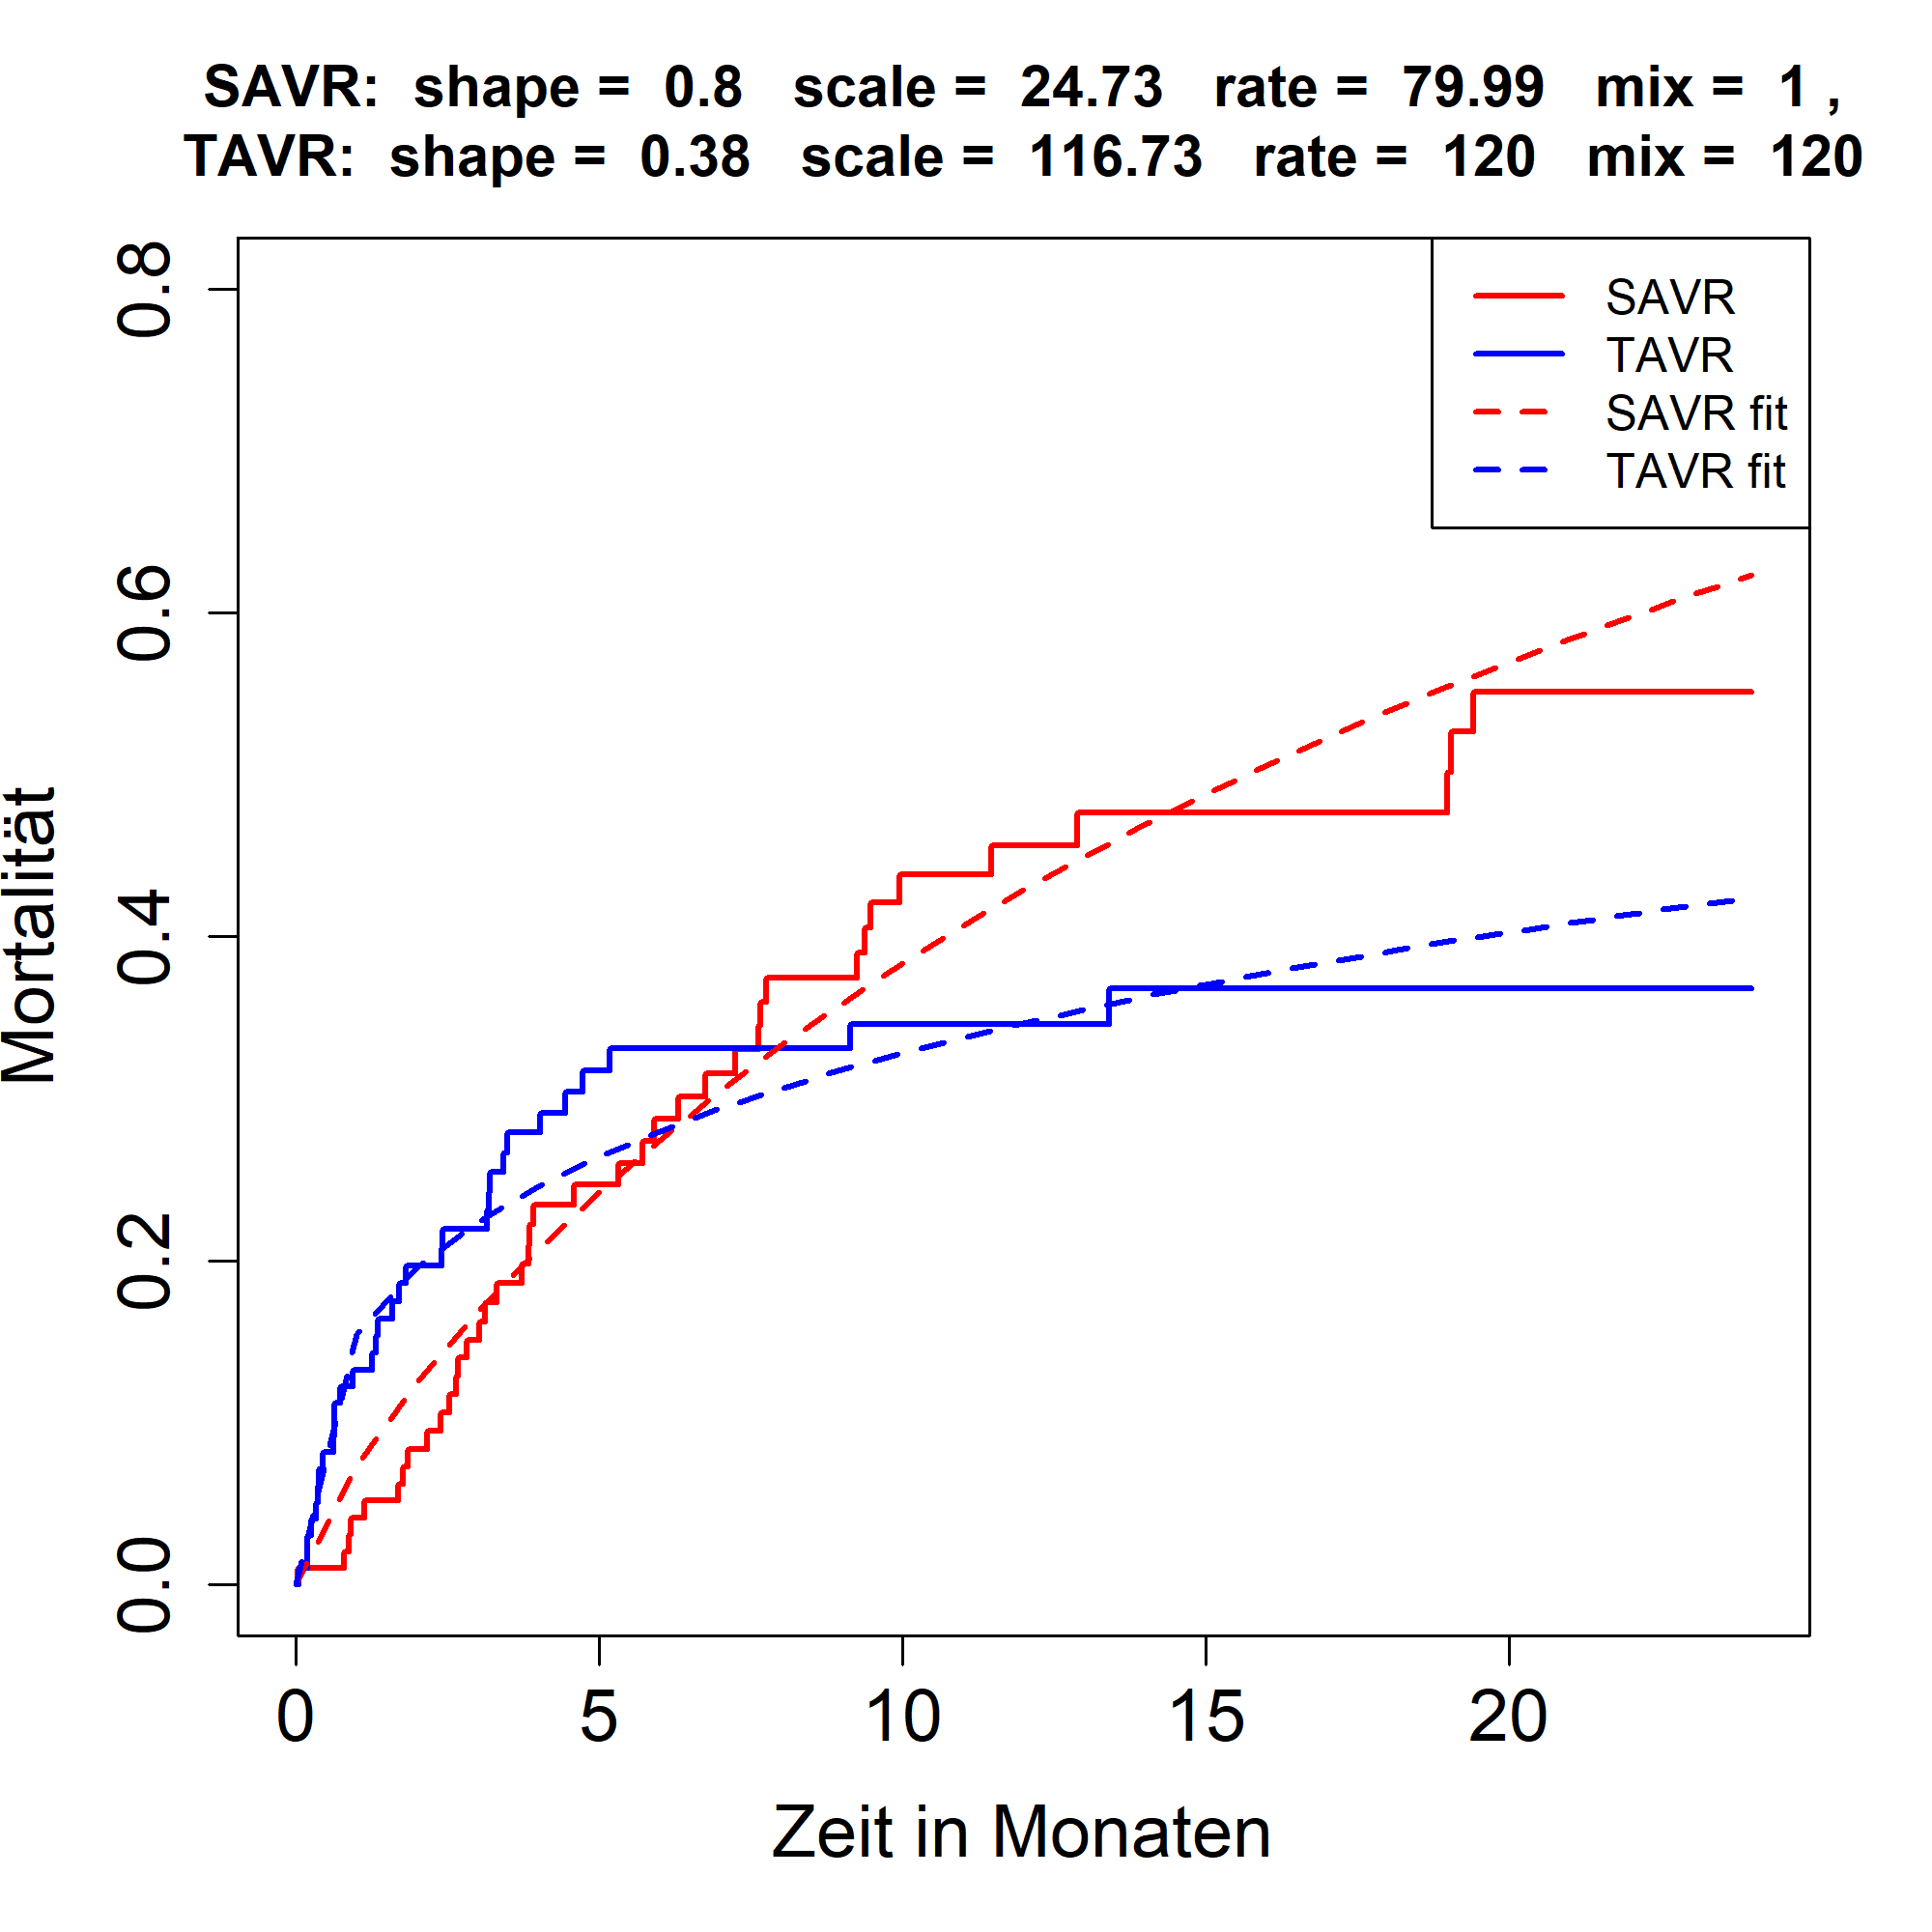 SAVR: shape = 0.8 scale = 24.73 rate = 79.99 mix = 1 ,
TAVR: shape = 0.38 scale = 116.73 rate = 120 mix = 120
SAVR
TAVR
SAVR fit
TAVR fit
Mortalität
0.8
0.6
0.4
0.2
0.0
0 5 10 15 20
Zeit in Monaten